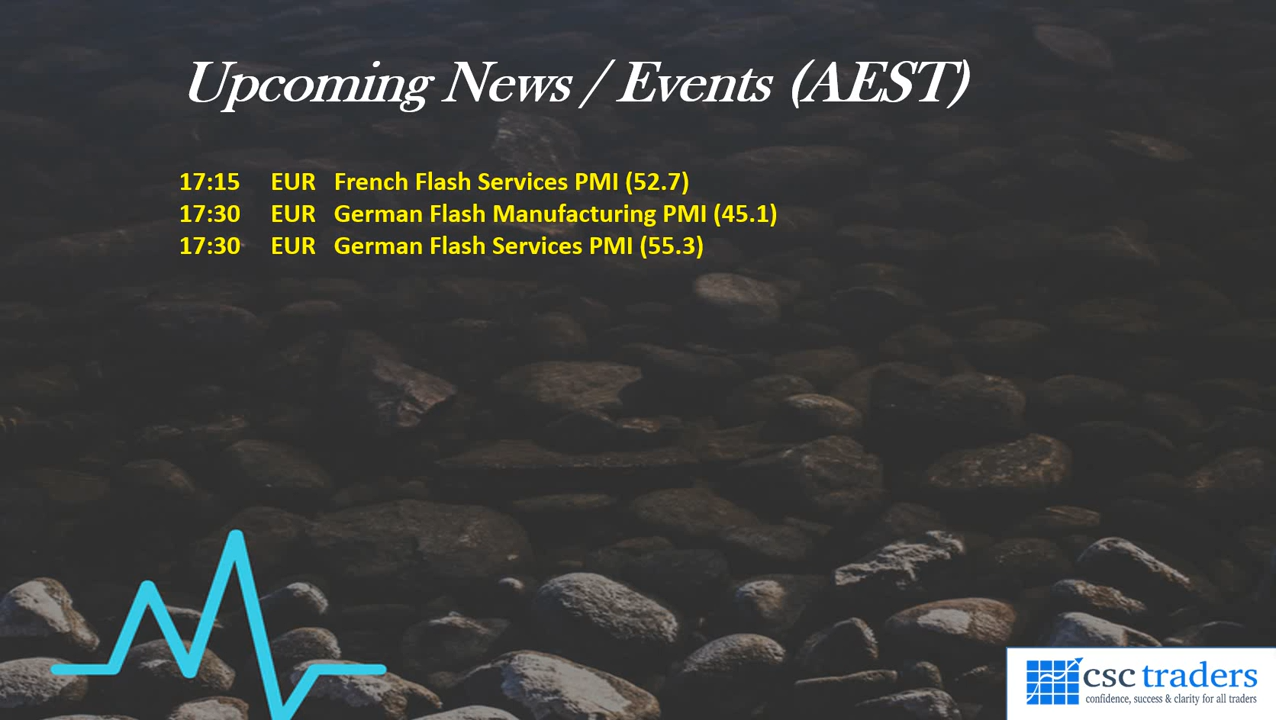 Upcoming News / Events (AEST)
17:15 EUR French Flash Services PMI (52.7)
17:30 EUR German Flash Manufacturing PMI (45.1)
17:30 EUR German Flash Services PMI (55.3)
csc traders
confidence, success & clarity for all traders